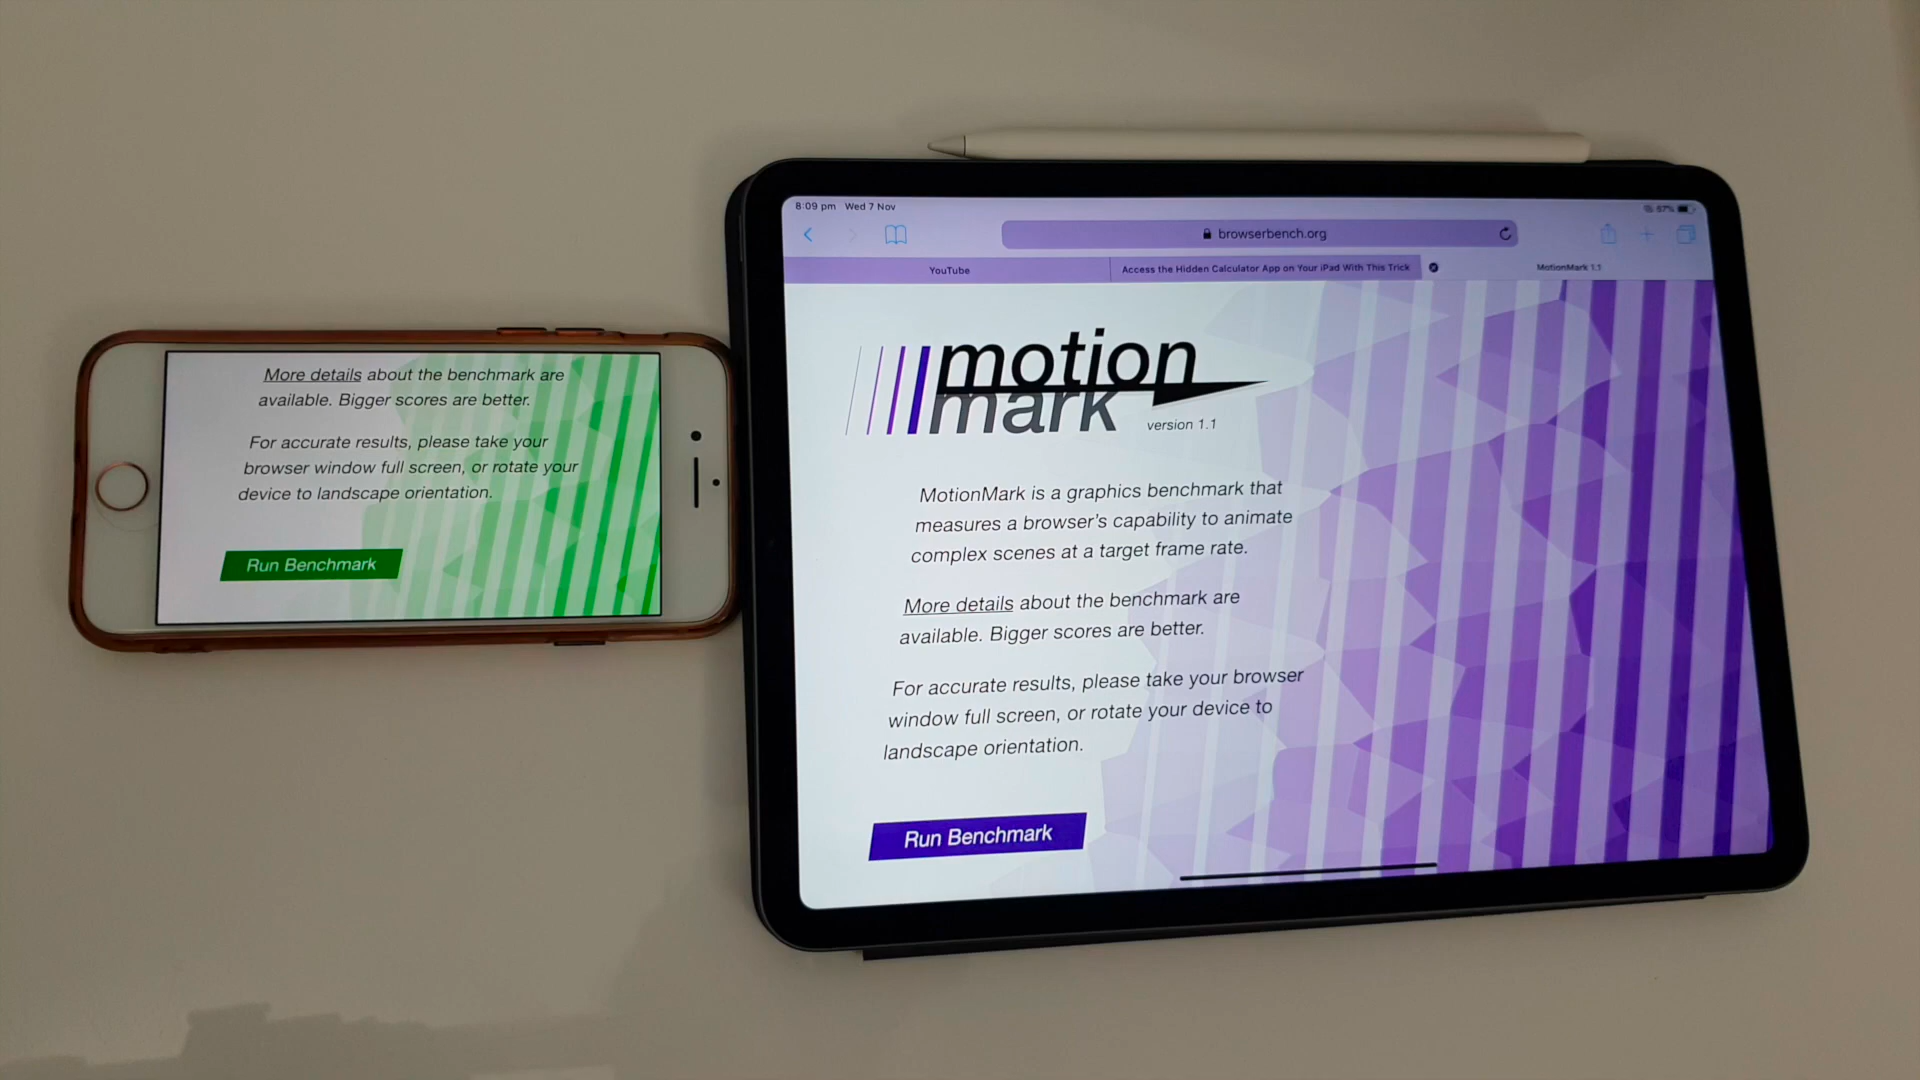 More details about the benchmark are
available. Bigger scores are better.
For accurate results, please take your
browser window full screen, or rotate your
device to landscape orientation.
Run Benchmark
8:09 pm Wed 7 Nov
67%
browserbench.org
YouTube
Access the Hidden Calculator App on Your iPad With This Trick
MotionMark 1.1
motion
mark
version 1.1
MotionMark is a graphics benchmark that
measures a browser's capability to animate
complex scenes at a target frame rate.
More details about the benchmark are
available. Bigger scores are better.
For accurate results, please take your browser
window full screen, or rotate your device to
landscape orientation.
Run Benchmark